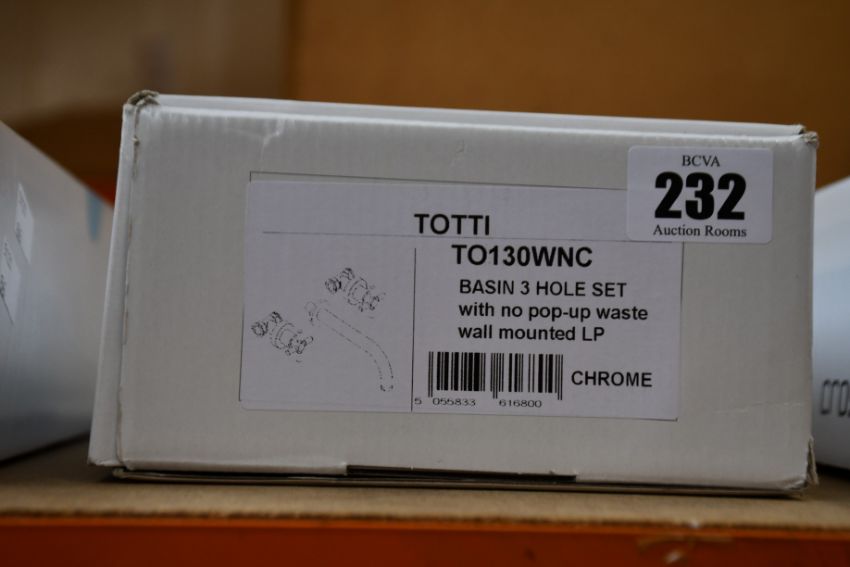 BCVA
232
Auction Rooms
TOTTI
TO130WNC
BASIN 3 HOLE SET
with no pop-up waste
wall mounted LP
CHROME
5 055833 616800